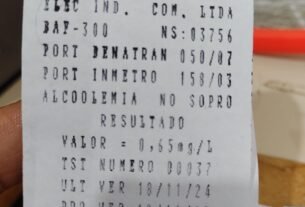 ELEC IND. COM. LTDA
BAF-300 NS:03756
PORT DENATRAN 050/07
PORT INMETRO 158/03
ALCOOLEMIA NO SOPRO
RESULTADO
VALOR = 0,65mg/L
TST NUMERO 00037
ULT VER 18/11/24
VER